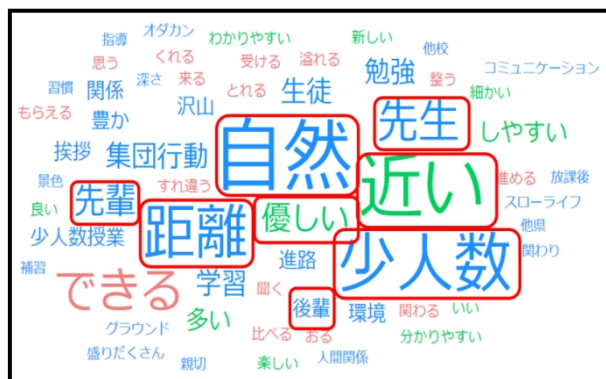 指導 オダカン わかりやすい 新しい 他校
思う くれる 受ける 溢れる 勉強 コミュニケーション
習慣 関係 深さ 来る とれる 生徒 整う 細かい
もらえる 豊か 沢山 自然 先生 しやすい
挨拶 集団行動 近い
景色 先輩 すれ違う 進める 放課後
良い 距離 優しい スローライフ
少人数授業 少人数 他県
補習 進路 関わり
できる 学習 聞く
後輩 環境 関わる いい
グラウンド 多い 比べる おる 分かりやすい
盛りだくさん 親切 楽しい 人間関係